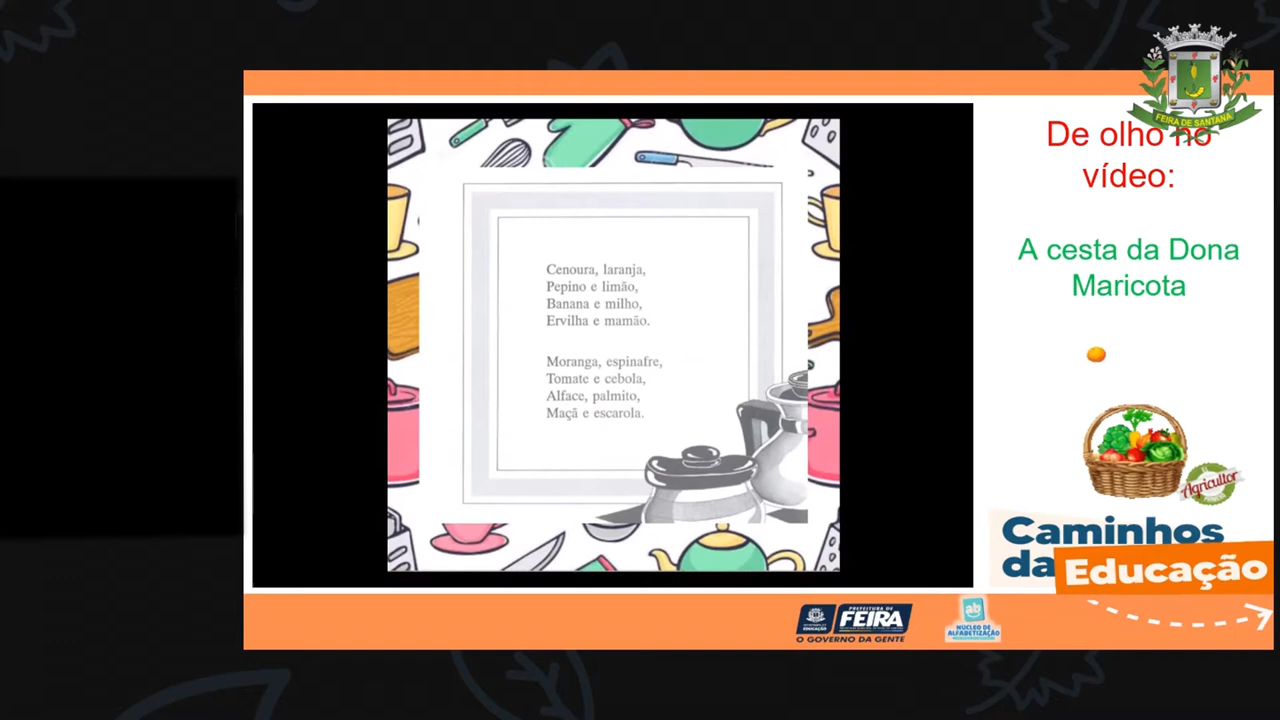 FEIRA DE SANTANA
De olho no
vídeo:
A cesta da Dona
Maricota
Cenoura, laranja,
Pepino e limão,
Banana e milho,
Ervilha e mamão.
Moranga, espinafre,
Tomate e cebola,
Alface, palmito,
Maçã e escarola.
Agricultor
Caminhos
da Educação
PREFEITURA DE
FEIRA
EDUCAÇÃO
O GOVERNO DA GENTE
ab
NÚCLEO DE
ALFABETIZAÇÃO